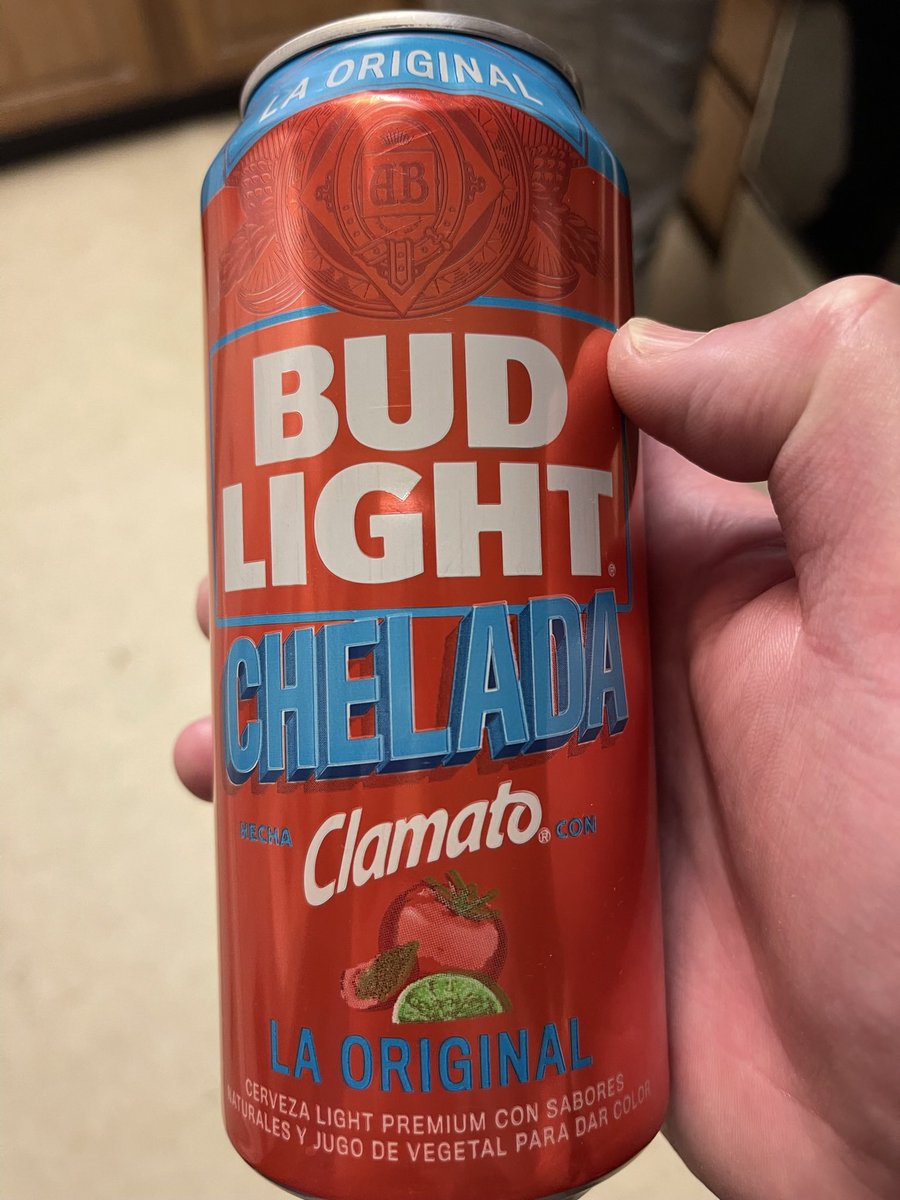 LA ORIGINAL
AB
BUD
LIGHT®
CHELADA
HECHA Clamato® CON
LA ORIGINAL
CERVEZA LIGHT PREMIUM CON SABORES
NATURALES Y JUGO DE VEGETAL PARA DAR COLOR